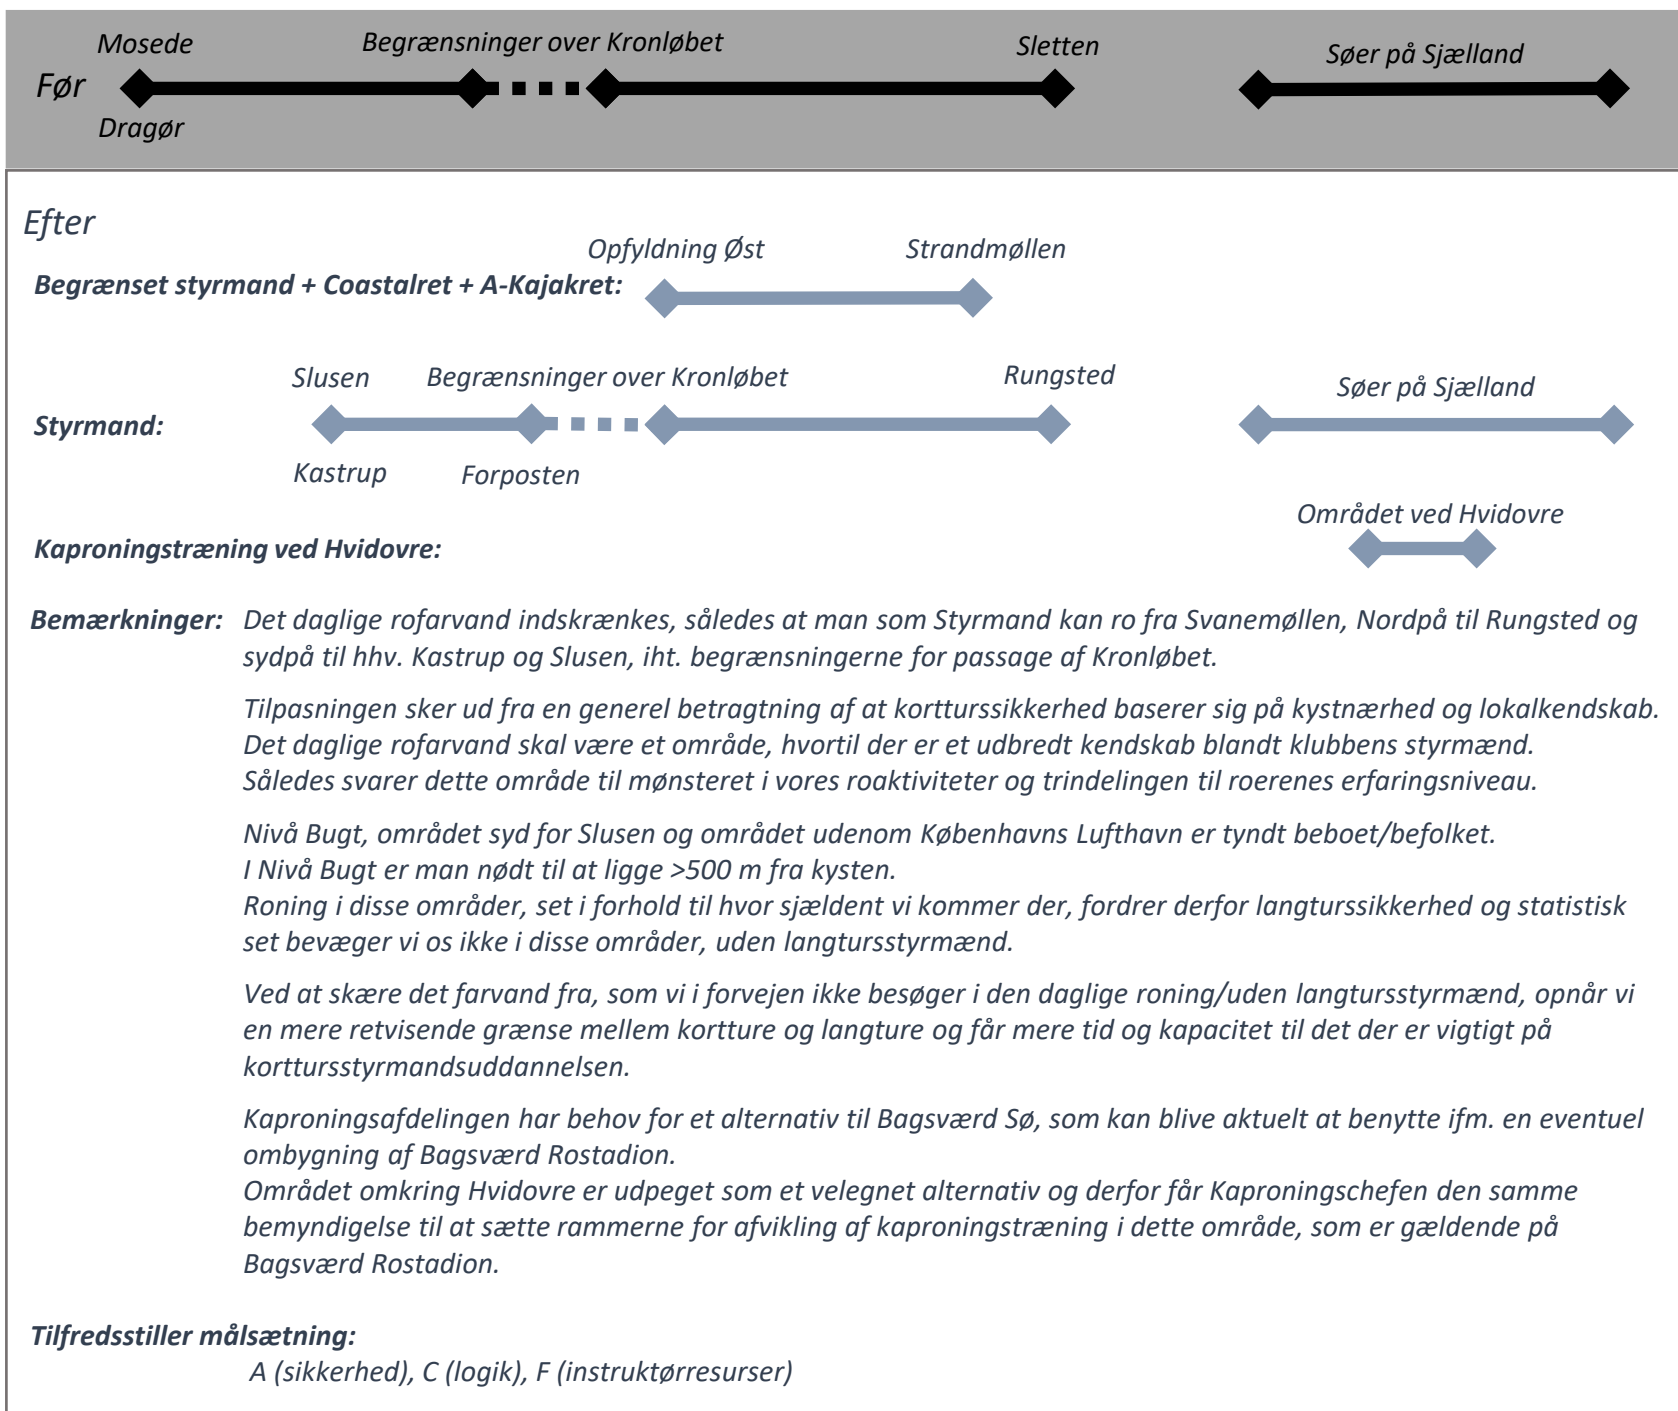 Mosede
Begrænsninger over Kronløbet
Sletten
Søer på Sjælland
Før
Dragør
Efter
Opfyldning Øst
Strandmøllen
Begrænset styrmand + Coastalret + A-Kajakret:
Slusen
Begrænsninger over Kronløbet
Rungsted
Søer på Sjælland
Styrmand:
Kastrup
Forposten
Området ved Hvidovre
Kaproningstræning ved Hvidovre:
Bemærkninger: Det daglige rofarvand indskrænkes, således at man som Styrmand kan ro fra Svanemøllen, Nordpå til Rungsted og
sydpå til hhv. Kastrup og Slusen, iht. begrænsningerne for passage af Kronløbet.
Tilpasningen sker ud fra en generel betragtning af at kortturssikkerhed baserer sig på kystnærhed og lokalkendskab.
Det daglige rofarvand skal være et område, hvortil der er et udbredt kendskab blandt klubbens styrmænd.
Således svarer dette område til mønsteret i vores roaktiviteter og trindelingen til roerenes erfaringsniveau.
Nivå Bugt, området syd for Slusen og området udenom Københavns Lufthavn er tyndt beboet/befolket.
I Nivå Bugt er man nødt til at ligge >500 m fra kysten.
Roning i disse områder, set i forhold til hvor sjældent vi kommer der, fordrer derfor langturssikkerhed og statistisk
set bevæger vi os ikke i disse områder, uden langtursstyrmænd.
Ved at skære det farvand fra, som vi i forvejen ikke besøger i den daglige roning/uden langtursstyrmænd, opnår vi
en mere retvisende grænse mellem kortture og langture og får mere tid og kapacitet til det der er vigtigt på
korttursstyrmandsuddannelsen.
Kaproningsafdelingen har behov for et alternativ til Bagsværd Sø, som kan blive aktuelt at benytte ifm. en eventuel
ombygning af Bagsværd Rostadion.
Området omkring Hvidovre er udpeget som et velegnet alternativ og derfor får Kaproningschefen den samme
bemyndigelse til at sætte rammerne for afvikling af kaproningstræning i dette område, som er gældende på
Bagsværd Rostadion.
Tilfredsstiller målsætning:
A (sikkerhed), C (logik), F (instruktørresurser)